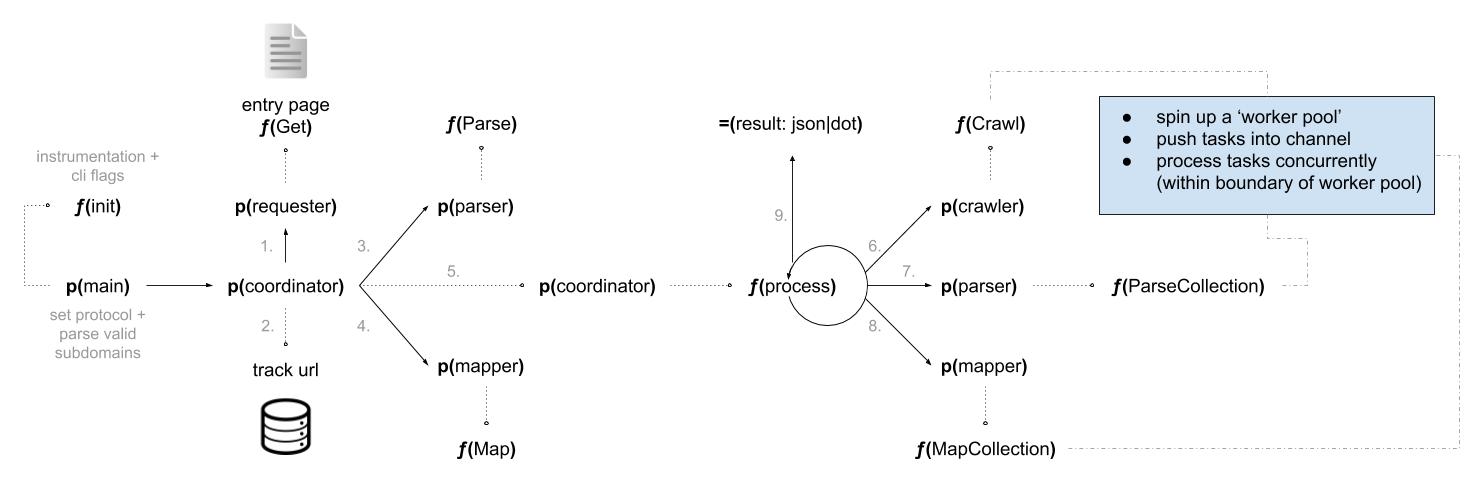 entry page
ƒ(Get)
ƒ(Parse)
=(result: json|dot)
ƒ(Crawl)
● spin up a ‘worker pool’
● push tasks into channel
● process tasks concurrently
(within boundary of worker pool)
instrumentation +
cli flags
ƒ(init)
p(requester)
p(parser)
p(crawler)
1.
3.
9.
6.
p(main)
p(coordinator)
5.
p(coordinator)
ƒ(process)
7.
p(parser)
ƒ(ParseCollection)
set protocol +
parse valid
subdomains
2.
4.
8.
track url
p(mapper)
p(mapper)
ƒ(Map)
ƒ(MapCollection)